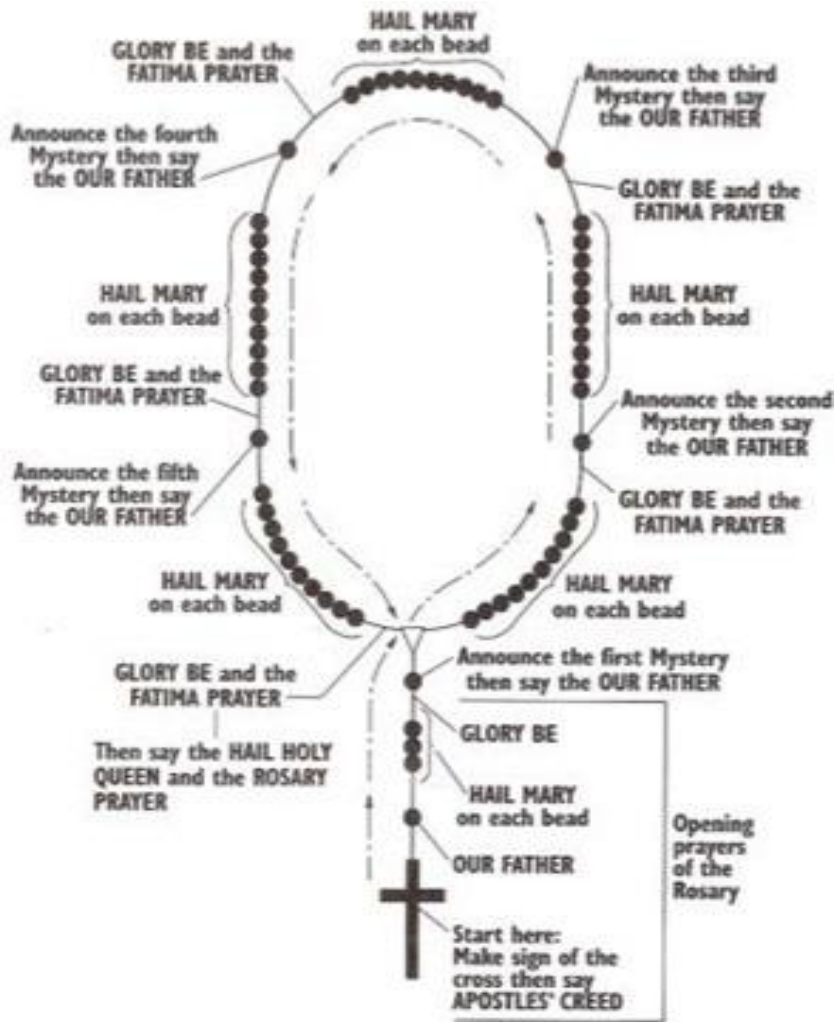 HAIL MARY
on each bead
GLORY BE and the
FATIMA PRAYER
Announce the third
Mystery then say
the OUR FATHER
Announce the fourth
Mystery then say
the OUR FATHER
GLORY BE and the
FATIMA PRAYER
HAIL MARY
on each bead
HAIL MARY
on each bead
GLORY BE and the
FATIMA PRAYER
Announce the second
Mystery then say
the OUR FATHER
Announce the fifth
Mystery then say
the OUR FATHER
GLORY BE and the
FATIMA PRAYER
HAIL MARY
on each bead
HAIL MARY
on each bead
GLORY BE and the
FATIMA PRAYER
Then say the HAIL HOLY
QUEEN and the ROSARY
PRAYER
Announce the first Mystery
then say the OUR FATHER
GLORY BE
HAIL MARY
on each bead
OUR FATHER
Opening
prayers
of the
Rosary
Start here:
Make sign of the
cross then say
APOSTLES' CREED